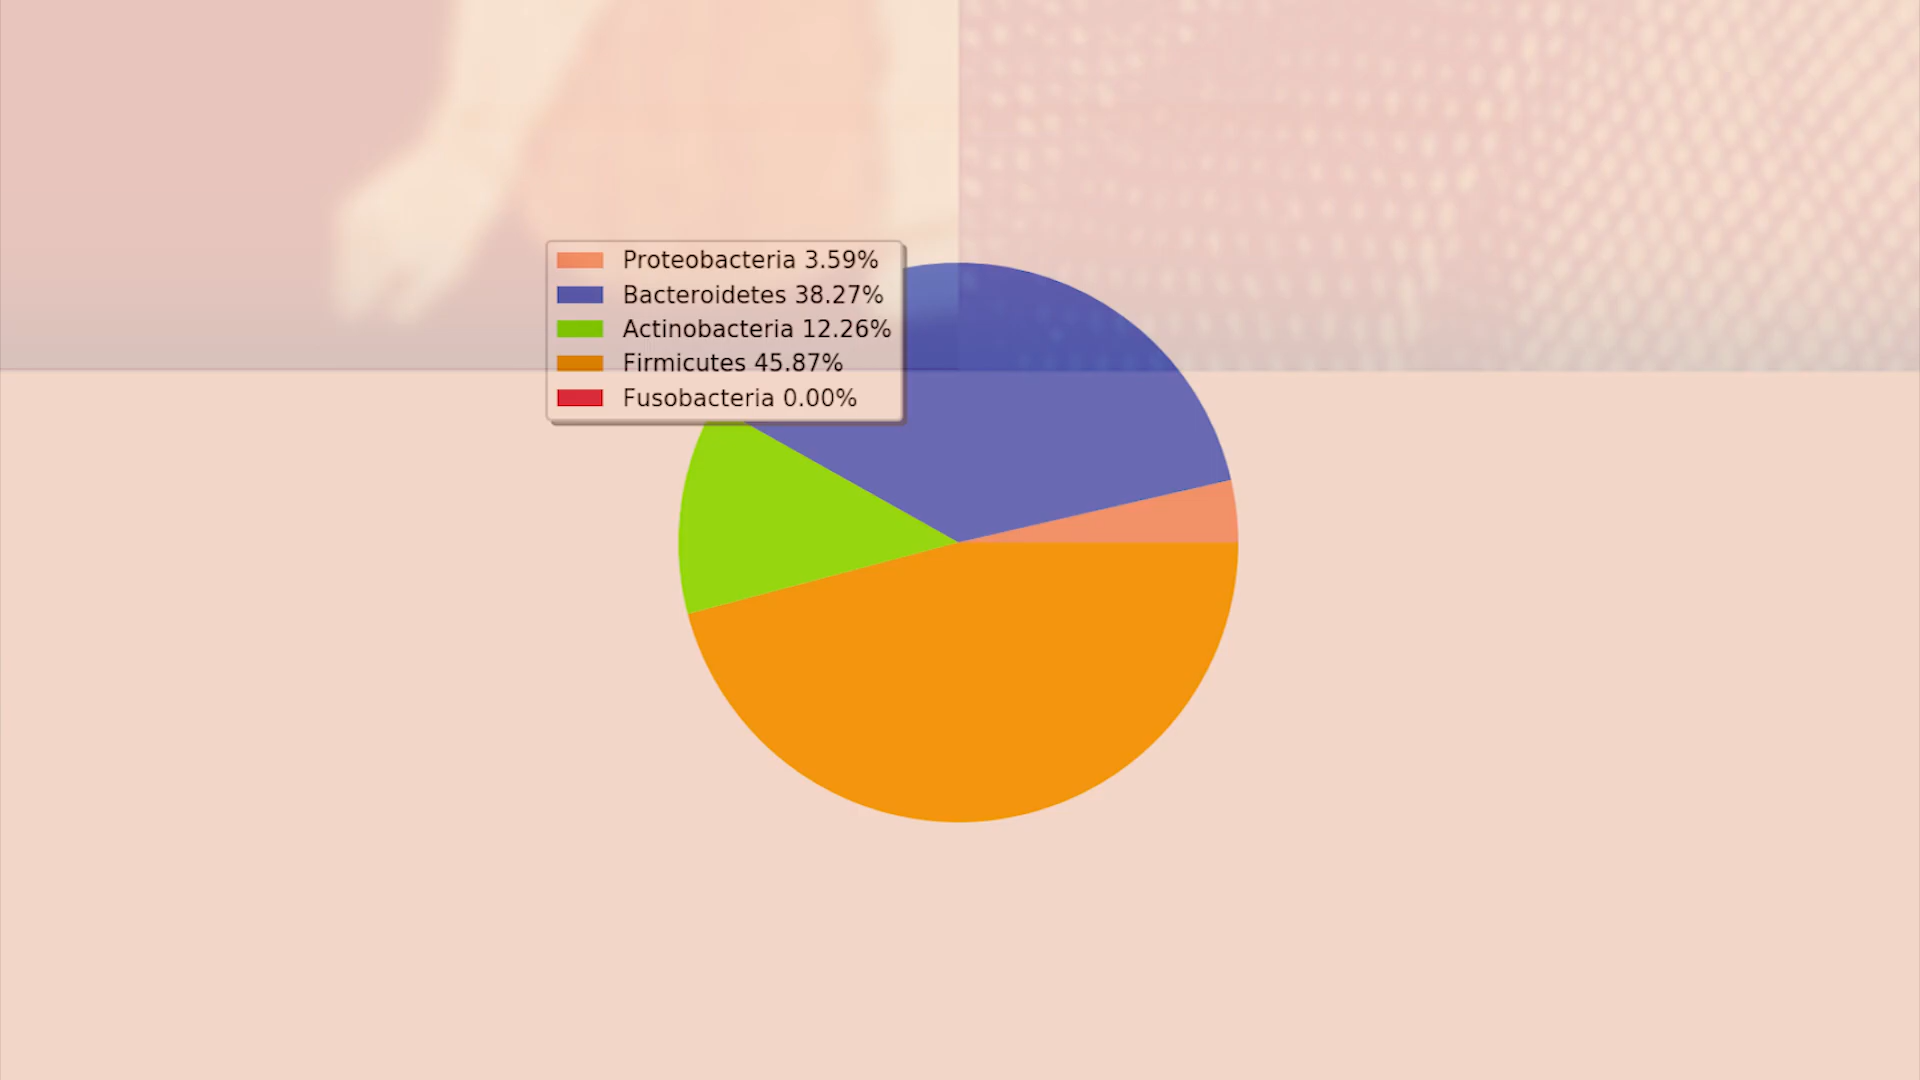 Proteobacteria 3.59%
Bacteroidetes 38.27%
Actinobacteria 12.26%
Firmicutes 45.87%
Fusobacteria 0.00%